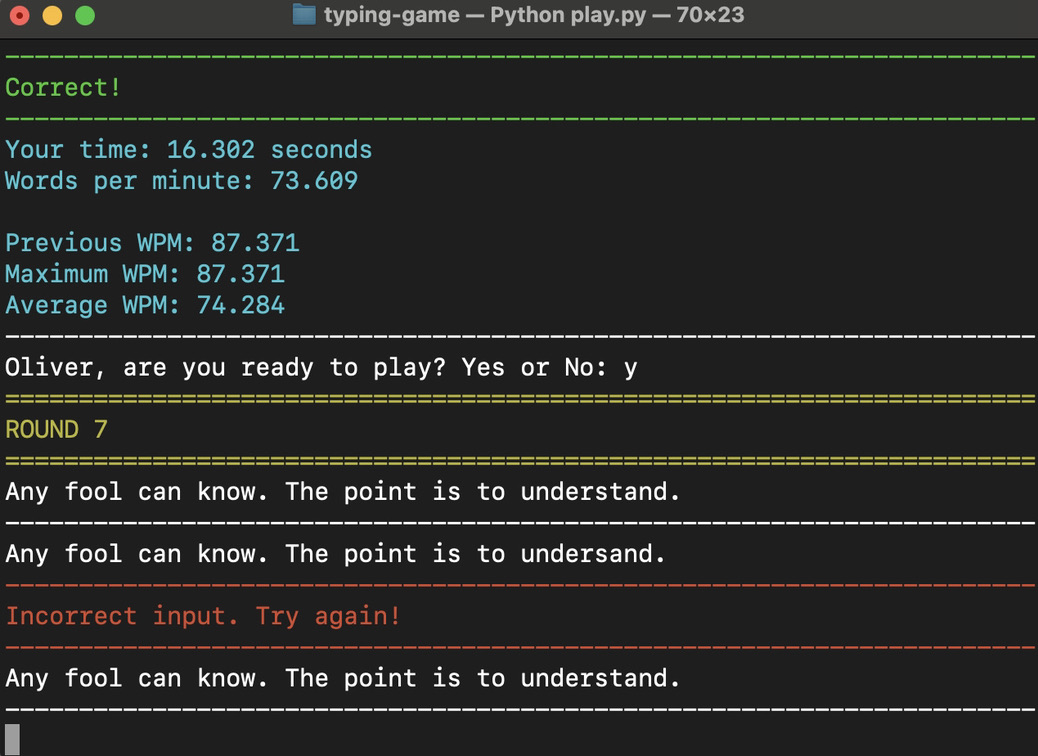 typing-game — Python play.py — 70×23
Correct!
Your time: 16.302 seconds
Words per minute: 73.609
Previous WPM: 87.371
Maximum WPM: 87.371
Average WPM: 74.284
Oliver, are you ready to play? Yes or No: y
ROUND 7
Any fool can know. The point is to understand.
Any fool can know. The point is to undersand.
Incorrect input. Try again!
Any fool can know. The point is to understand.